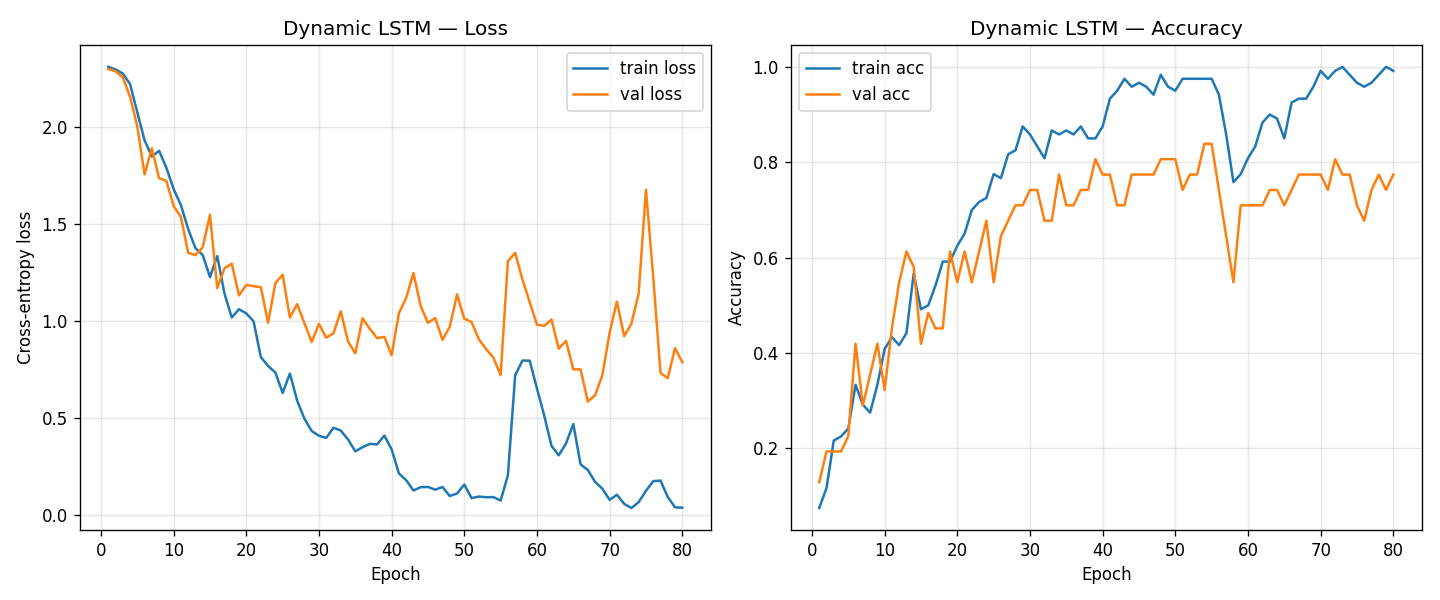 Dynamic LSTM — Loss
train loss
val loss
2.0
1.5
1.0
0.5
0.0
Cross-entropy loss
0 10 20 30 40 50 60 70 80
Epoch
Dynamic LSTM — Accuracy
train acc
val acc
1.0
0.8
0.6
0.4
0.2
Accuracy
0 10 20 30 40 50 60 70 80
Epoch